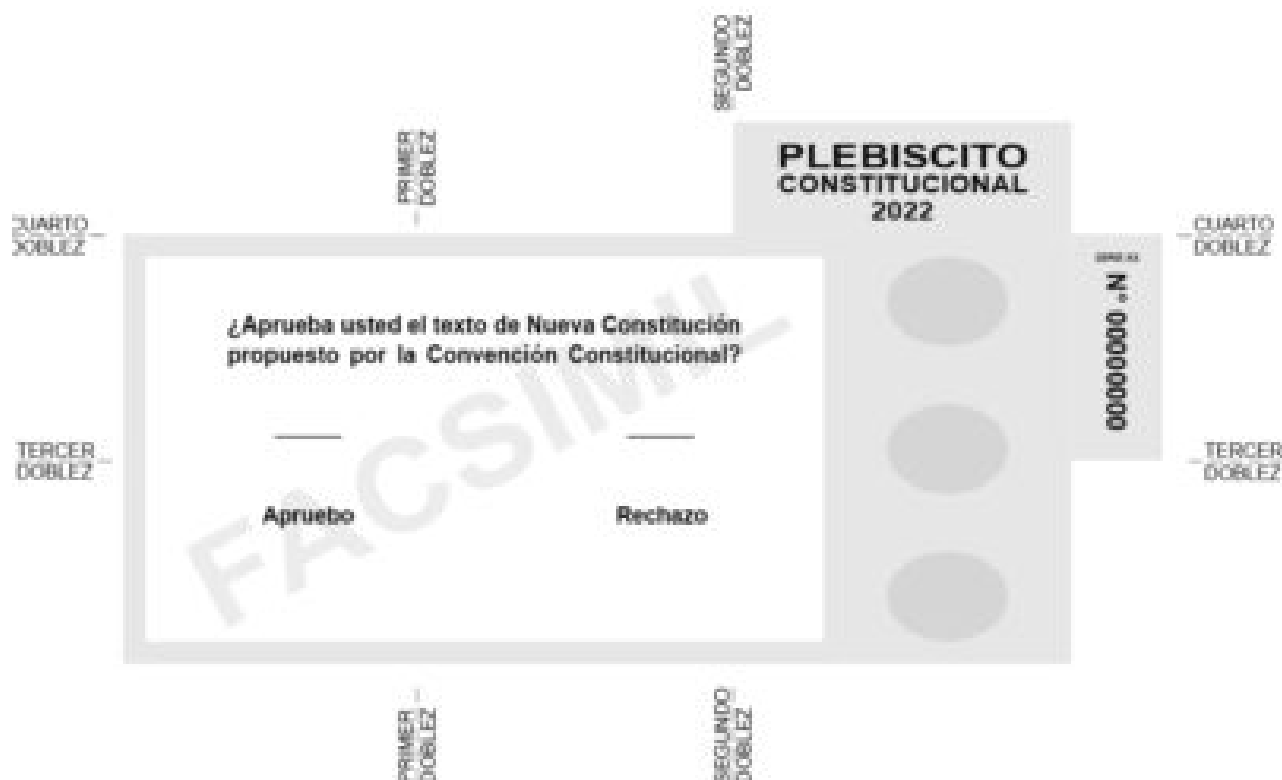 SEGUNDO
DOBLEZ
PRIMER
DOBLEZ
PLEBISCITO
CONSTITUCIONAL
2022
CUARTO
DOBLEZ
CUARTO
DOBLEZ
N° 00000000
¿Aprueba usted el texto de Nueva Constitución
propuesto por la Convención Constitucional?
FACSIMIL
TERCER
DOBLEZ
TERCER
DOBLEZ
Apruebo
Rechazo
PRIMER
DOBLEZ
SEGUNDO
DOBLEZ